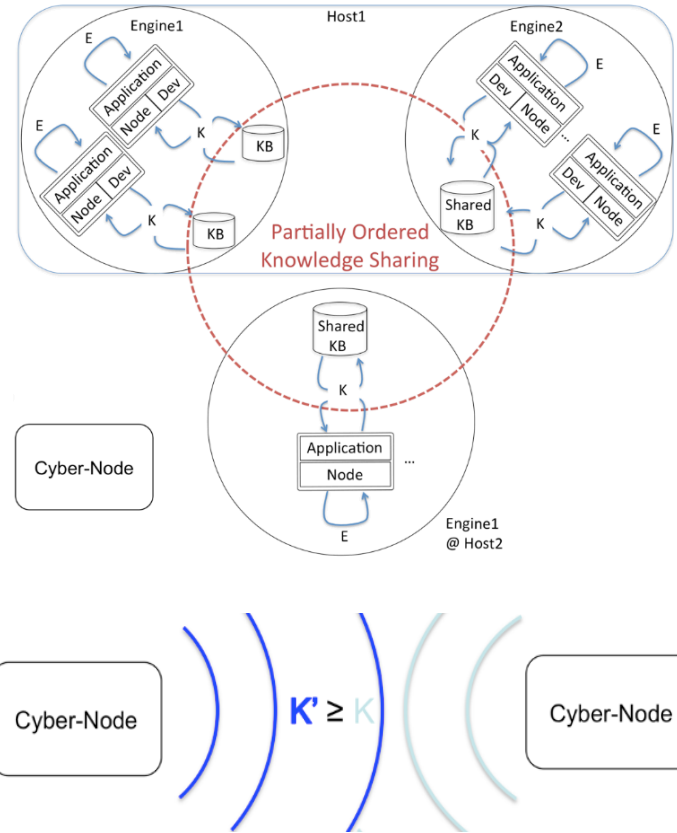 Host1
Engine1
Engine2
E
Application
Node
Dev
K
KB
E
Application
Node
Dev
K
KB
E
Application
Dev
Node
...
K
Shared
KB
E
Application
Dev
Node
K
Partially Ordered
Knowledge Sharing
Shared
KB
K
Application
Node
...
E
Engine1
@ Host2
Cyber-Node
Cyber-Node
K’ ≥ K
Cyber-Node